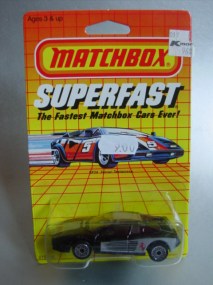 Ages 3 & up
MATCHBOX
SUPERFAST
The Fastest Matchbox Cars Ever!